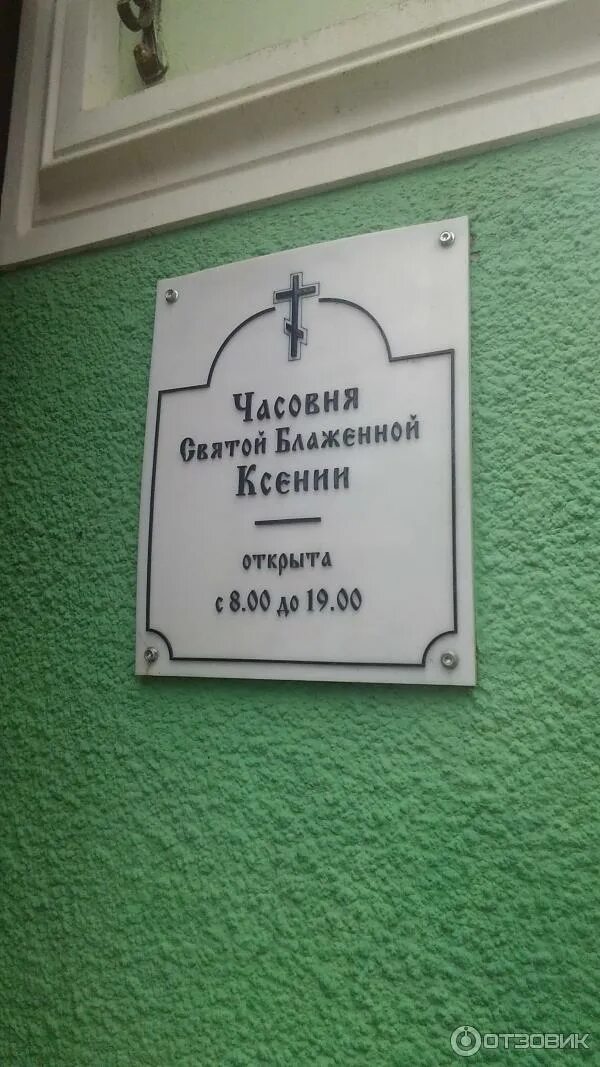 Часовня
Святой Блаженной
Ксении
открыта
с 8.00 до 19.00
ОТЗОВИК